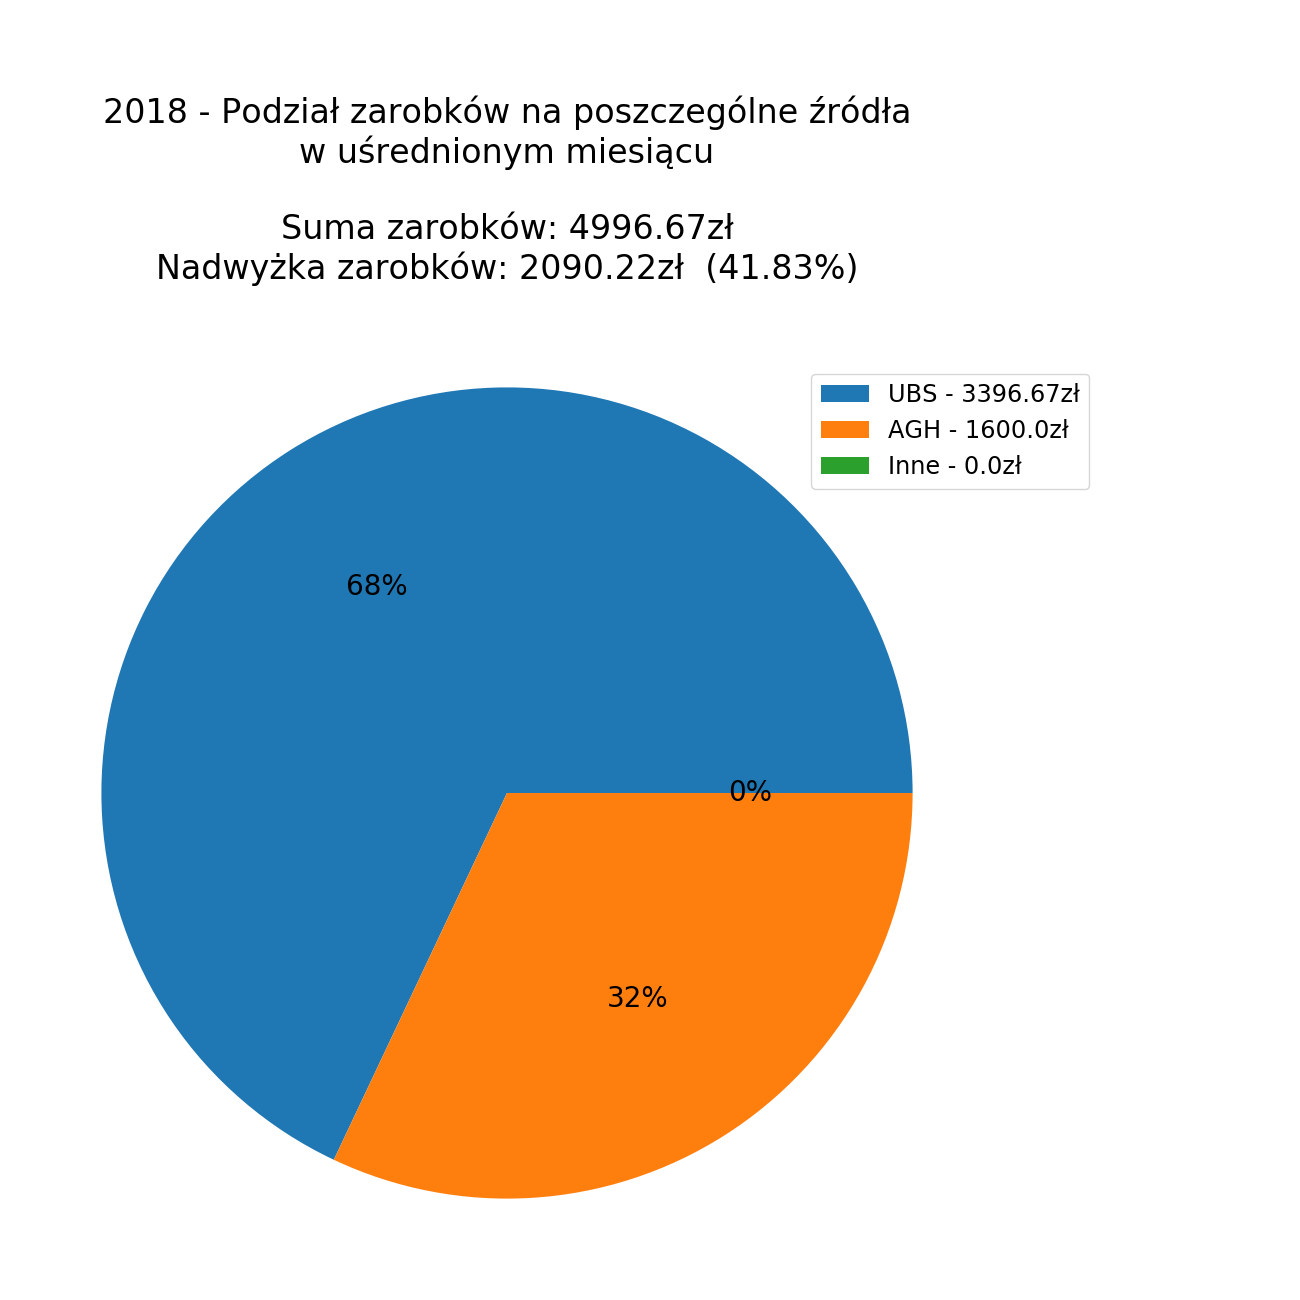 2018 - Podział zarobków na poszczególne źródła
w uśrednionym miesiącu
Suma zarobków: 4996.67zł
Nadwyżka zarobków: 2090.22zł  (41.83%)
UBS - 3396.67zł
AGH - 1600.0zł
Inne - 0.0zł
68%
0%
32%